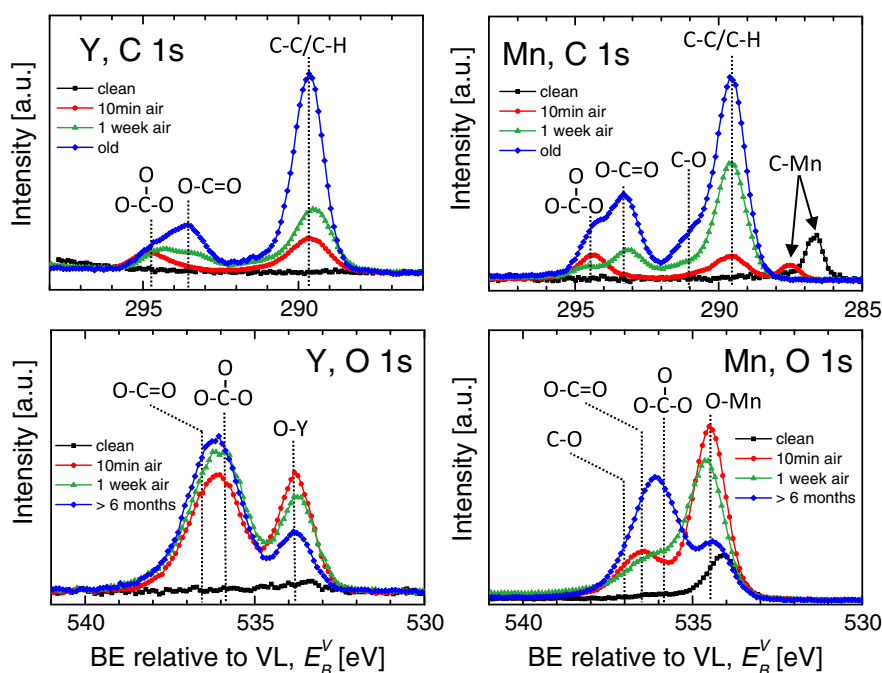 Y, C 1s
C-C/C-H
clean
10min air
1 week air
old
O
O-C-O
O-C=O
Intensity [a.u.]
295
290
Mn, C 1s
C-C/C-H
clean
10min air
1 week air
old
C-O
C-Mn
O-C=O
O
O-C-O
Intensity [a.u.]
295
290
285
Y, O 1s
O
O-C=O
O-C-O
O-Y
clean
10min air
1 week air
> 6 months
Intensity [a.u.]
540
535
530
BE relative to VL, E_B^V [eV]
Mn, O 1s
O
O-C=O
O-C-O
O-Mn
C-O
clean
10min air
1 week air
> 6 months
Intensity [a.u.]
540
535
530
BE relative to VL, E_B^V [eV]